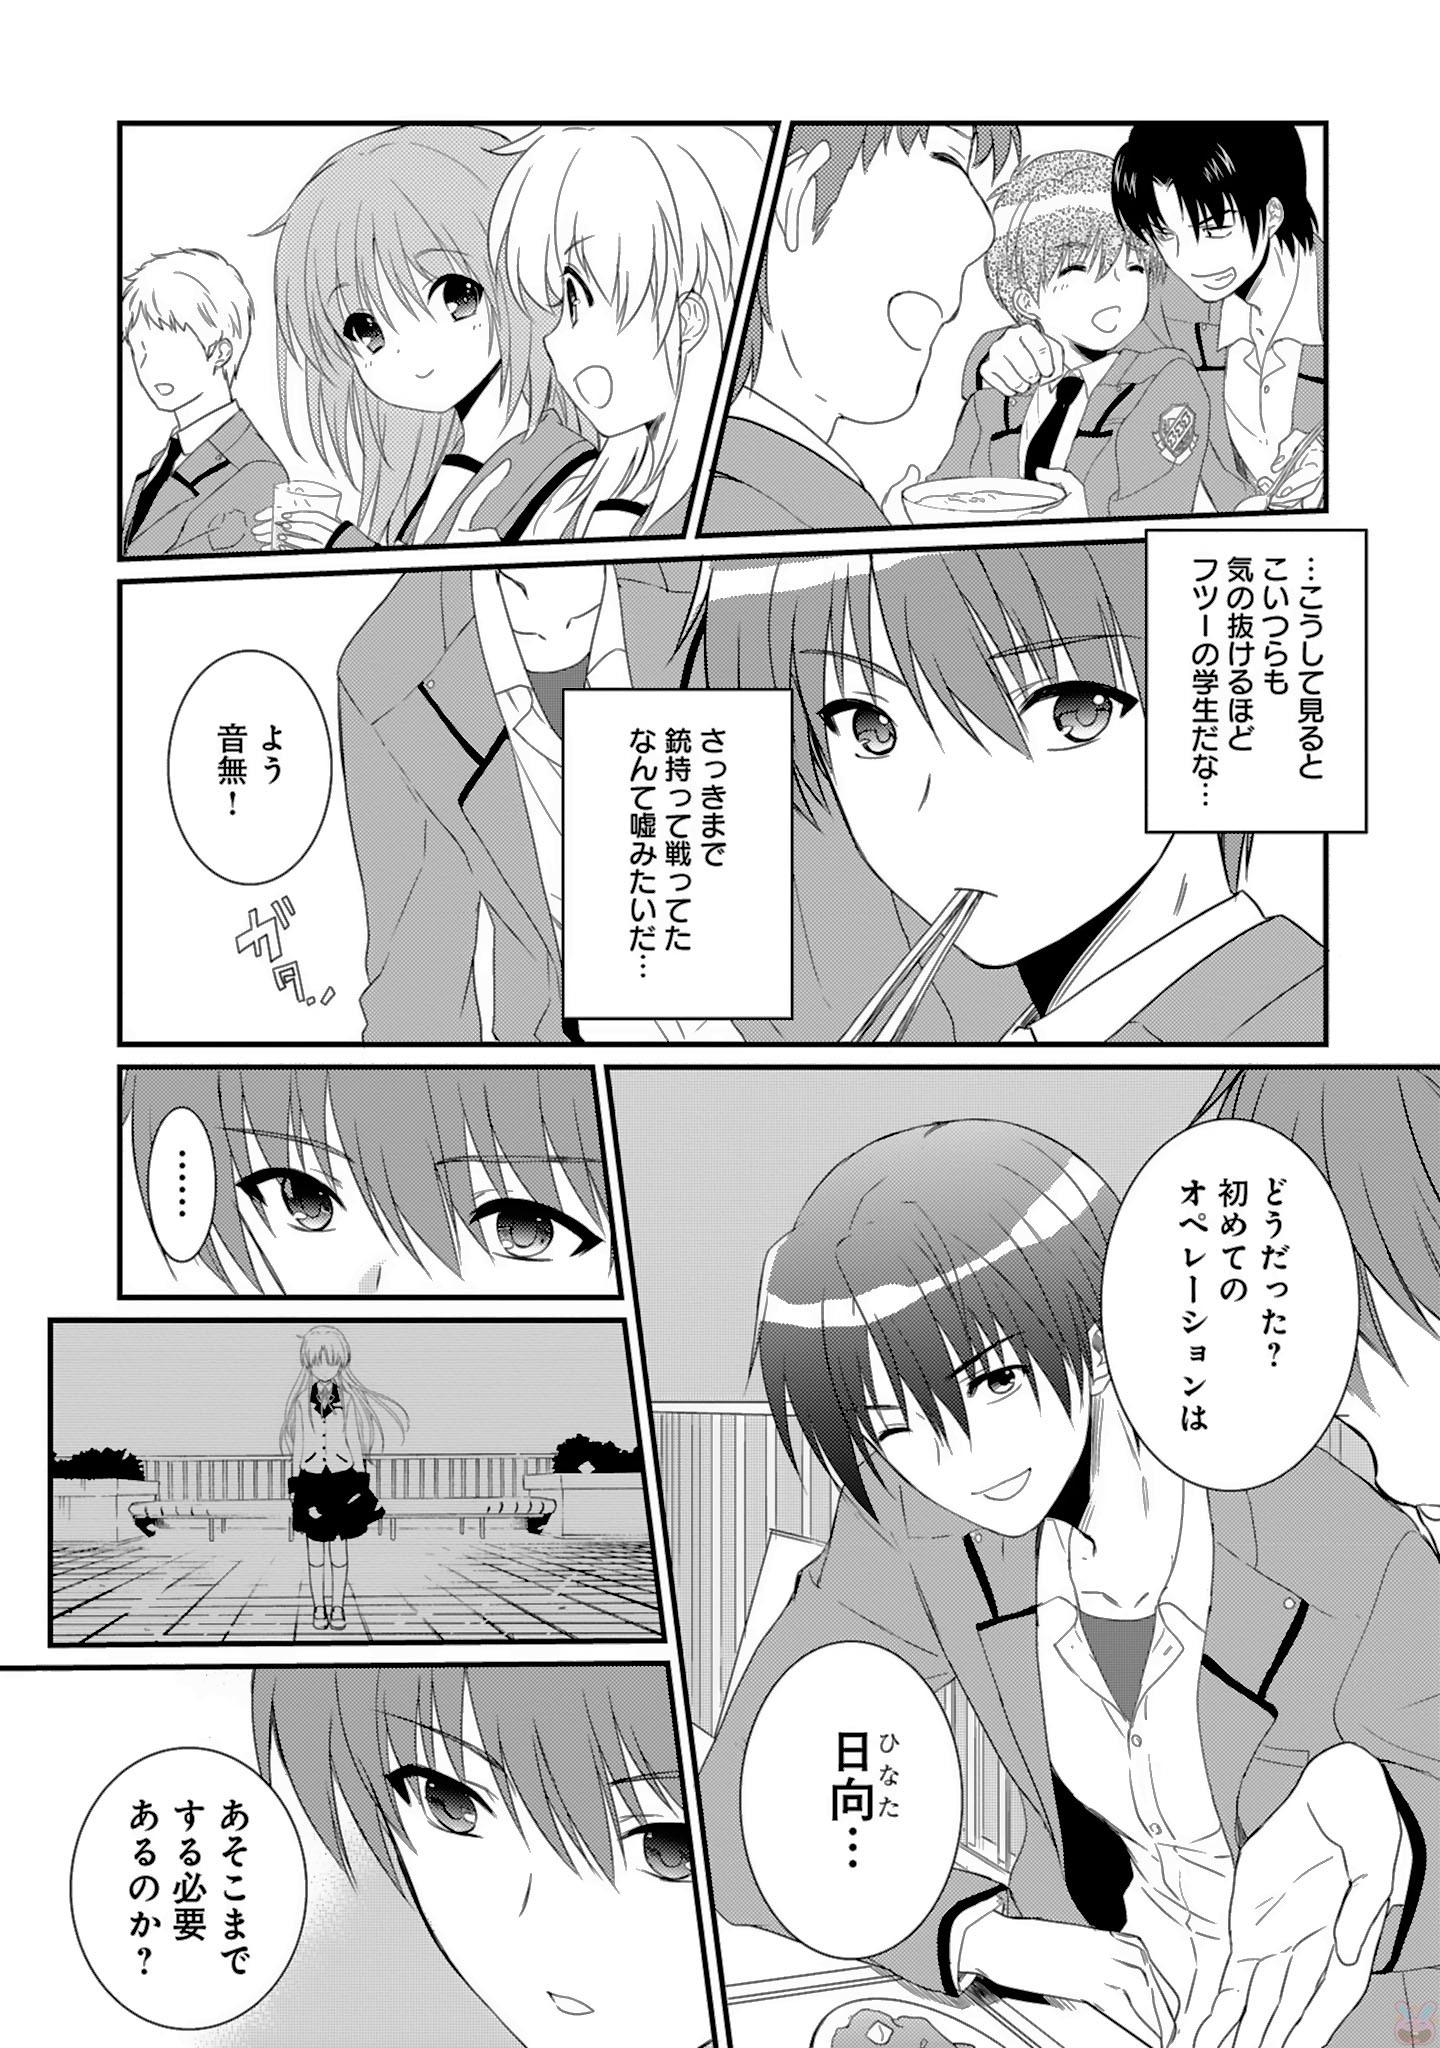 …こうして見ると
こいつらも
気の抜けるほど
フツーの学生だな…
さっきまで
銃持って戦ってた
なんて嘘みたいだ…
よう
音無！
ガタ‥
どうだった？
初めての
オペレーションは
ひなた
日向…
……
あそこまで
する必要
あるのか？